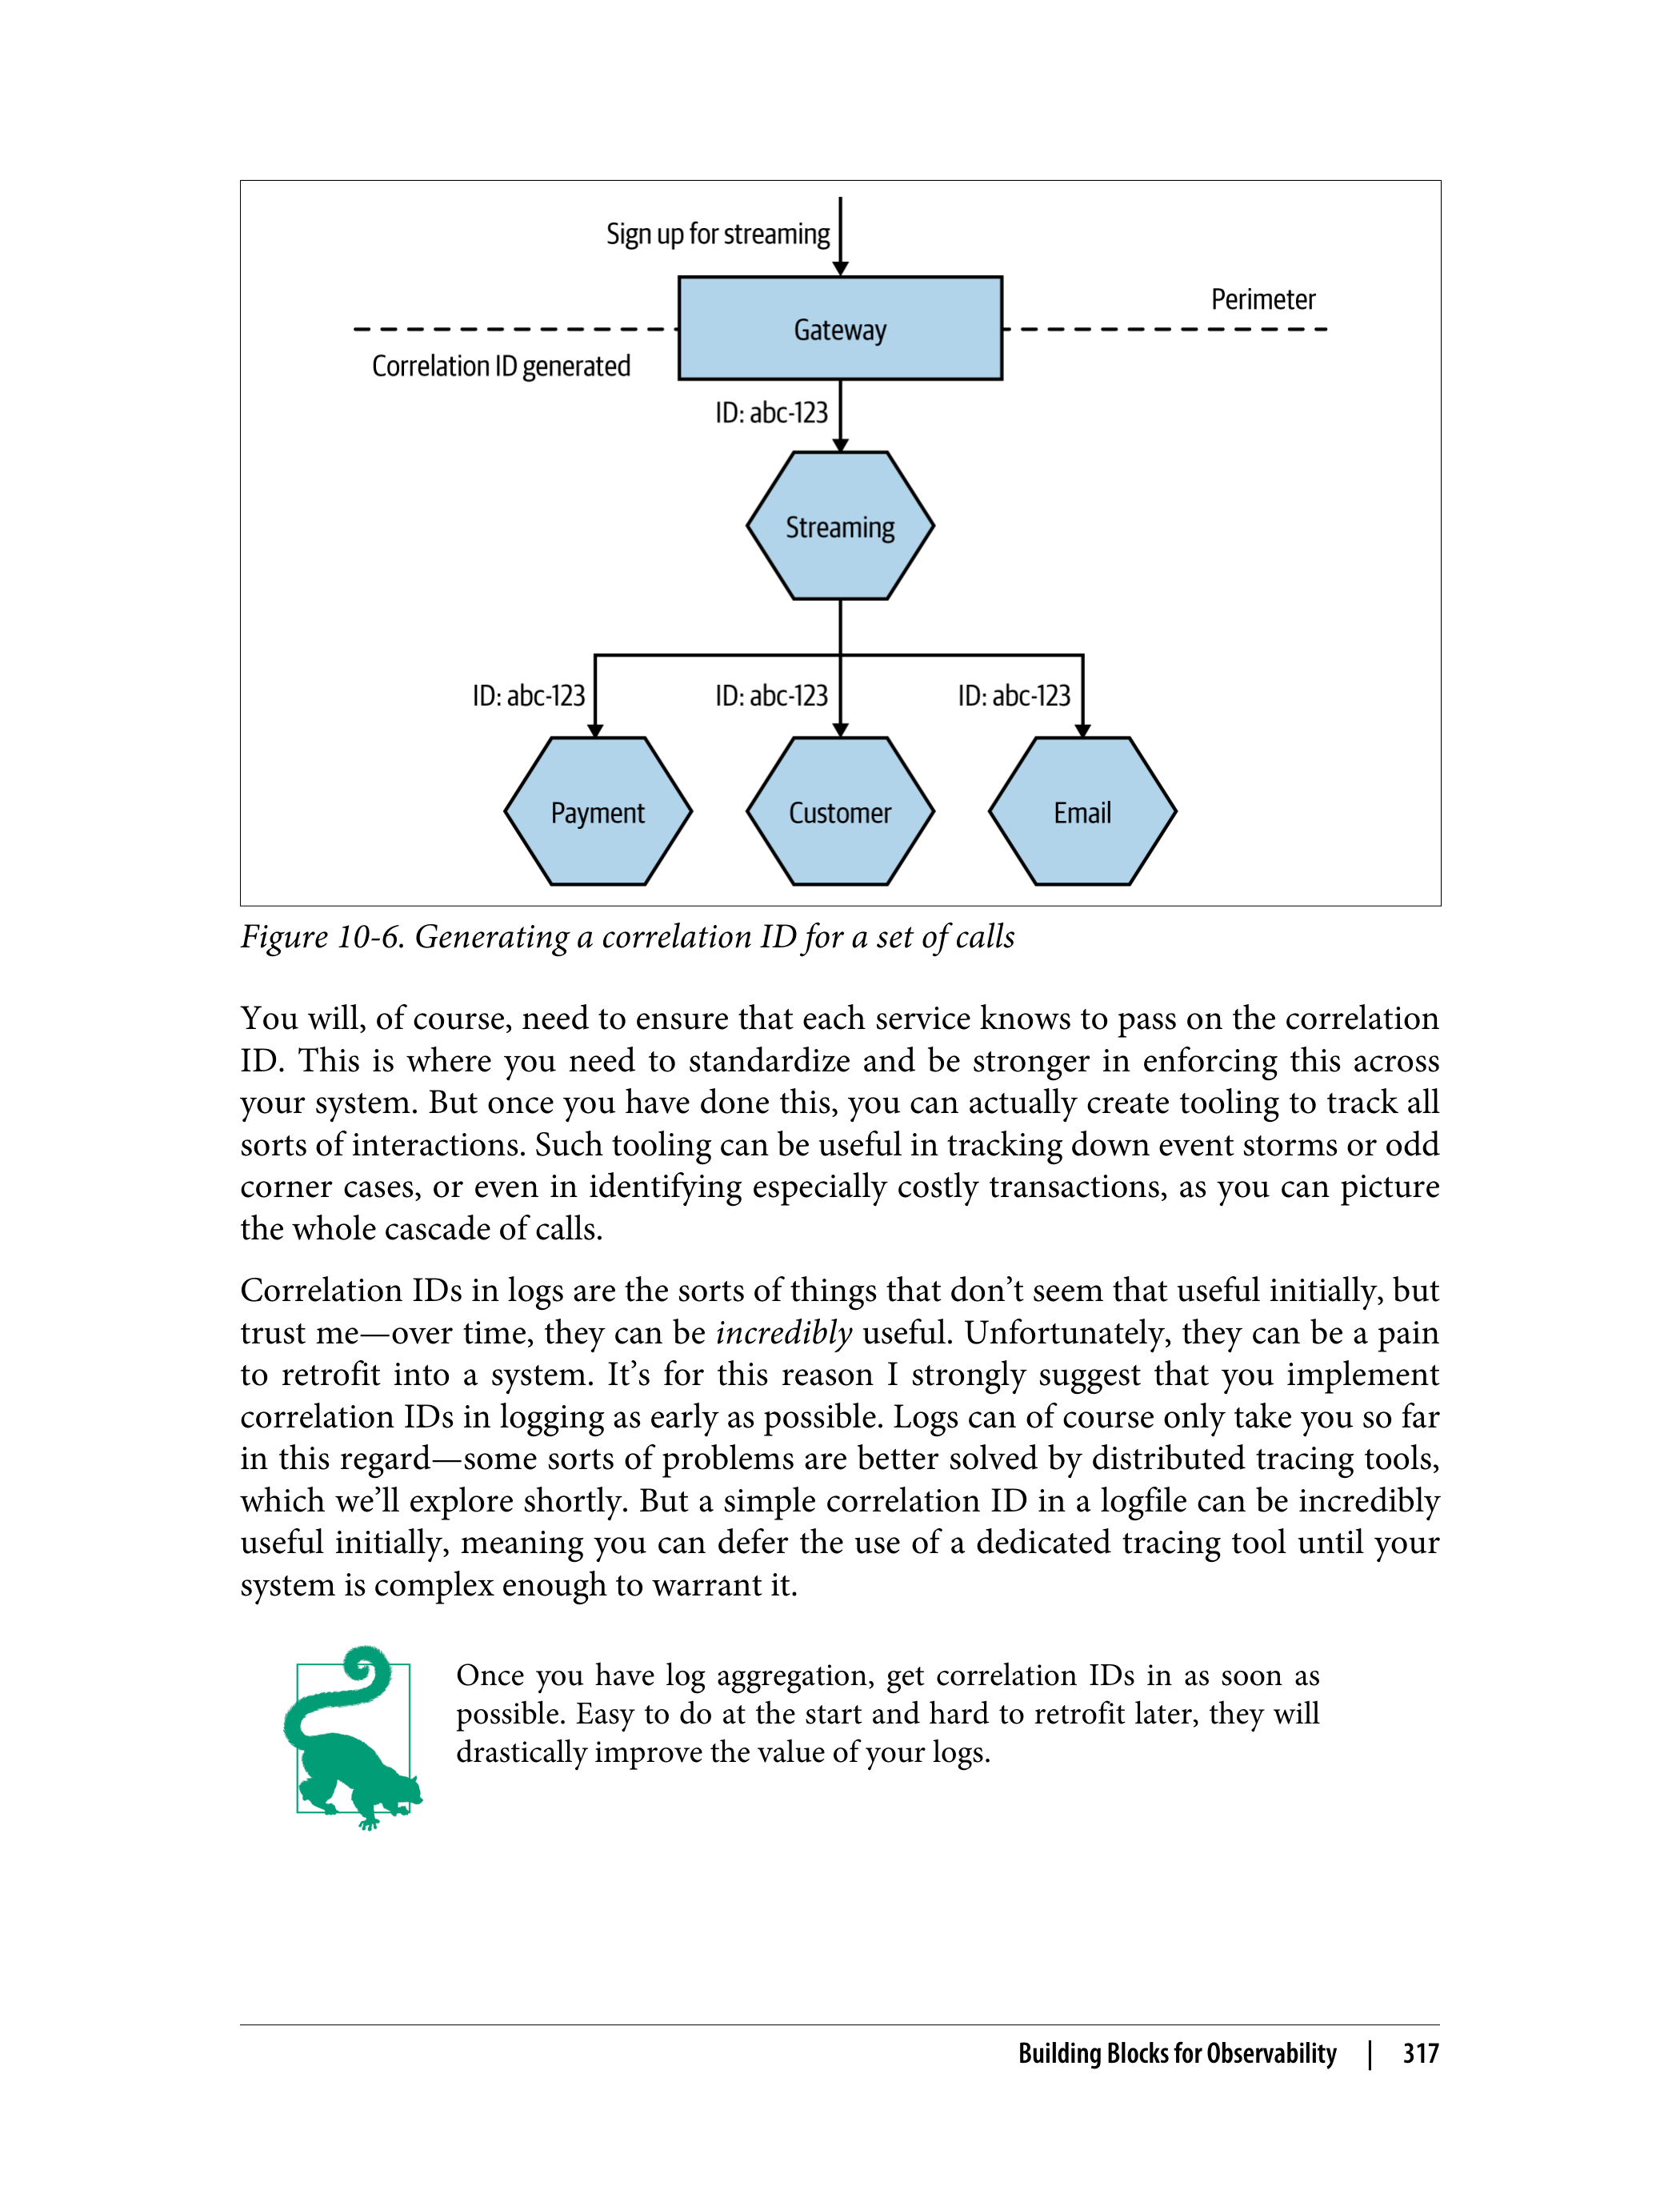 Sign up for streaming
Perimeter
Gateway
Correlation ID generated
ID: abc-123
Streaming
ID: abc-123
ID: abc-123
ID: abc-123
Payment
Customer
Email
Figure 10-6. Generating a correlation ID for a set of calls
You will, of course, need to ensure that each service knows to pass on the correlation
ID. This is where you need to standardize and be stronger in enforcing this across
your system. But once you have done this, you can actually create tooling to track all
sorts of interactions. Such tooling can be useful in tracking down event storms or odd
corner cases, or even in identifying especially costly transactions, as you can picture
the whole cascade of calls.
Correlation IDs in logs are the sorts of things that don’t seem that useful initially, but
trust me—over time, they can be incredibly useful. Unfortunately, they can be a pain
to retrofit into a system. It’s for this reason I strongly suggest that you implement
correlation IDs in logging as early as possible. Logs can of course only take you so far
in this regard—some sorts of problems are better solved by distributed tracing tools,
which we’ll explore shortly. But a simple correlation ID in a logfile can be incredibly
useful initially, meaning you can defer the use of a dedicated tracing tool until your
system is complex enough to warrant it.
Once you have log aggregation, get correlation IDs in as soon as
possible. Easy to do at the start and hard to retrofit later, they will
drastically improve the value of your logs.
Building Blocks for Observability | 317